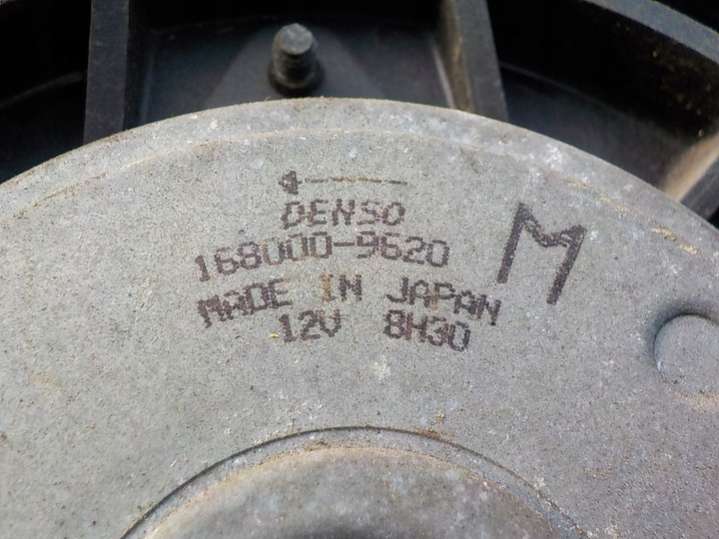 DENSO
168000-9620 M
MADE IN JAPAN
12V 8H30